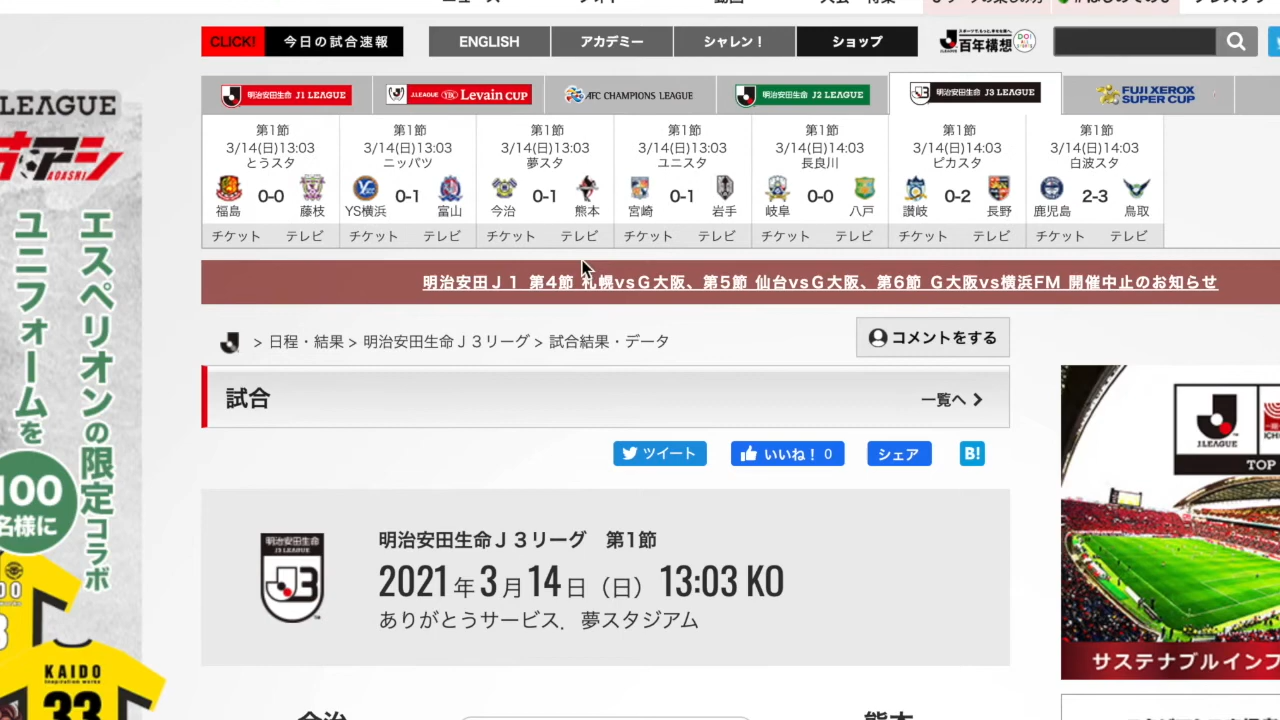 CLICK! 今日の試合速報 ENGLISH アカデミー シャレン！ ショップ 百年構想
明治安田生命 J1 LEAGUE J.LEAGUE YBC Levain CUP AFC CHAMPIONS LEAGUE 明治安田生命 J2 LEAGUE 明治安田生命 J3 LEAGUE FUJI XEROX SUPER CUP
第1節 第1節 第1節 第1節 第1節 第1節 第1節
3/14(日)13:03 3/14(日)13:03 3/14(日)13:03 3/14(日)13:03 3/14(日)14:03 3/14(日)14:03 3/14(日)14:03
とうスタ ニッパツ 夢スタ ユニスタ 長良川 ピカスタ 白波スタ
0-0 0-1 0-1 0-1 0-0 0-2 2-3
福島 藤枝 YS横浜 富山 今治 熊本 宮崎 岩手 岐阜 八戸 讃岐 長野 鹿児島 鳥取
チケット テレビ チケット テレビ チケット テレビ チケット テレビ チケット テレビ チケット テレビ チケット テレビ
明治安田Ｊ１ 第4節 札幌vsＧ大阪、第5節 仙台vsＧ大阪、第6節 Ｇ大阪vs横浜FM 開催中止のお知らせ
> 日程・結果 > 明治安田生命Ｊ３リーグ > 試合結果・データ
コメントをする
試合
一覧へ
ツイート いいね！ 0 シェア B!
明治安田生命 J3 LEAGUE
明治安田生命Ｊ３リーグ 第1節
2021年3月14日（日） 13:03 KO
ありがとうサービス．夢スタジアム
今治 熊本
LEAGUE
アシ
AOASHI
エスペリオンの限定コラボ
ユニフォームを
100
名様に
KAIDO
33
J.LEAGUE
TOP
サステナブルインフ